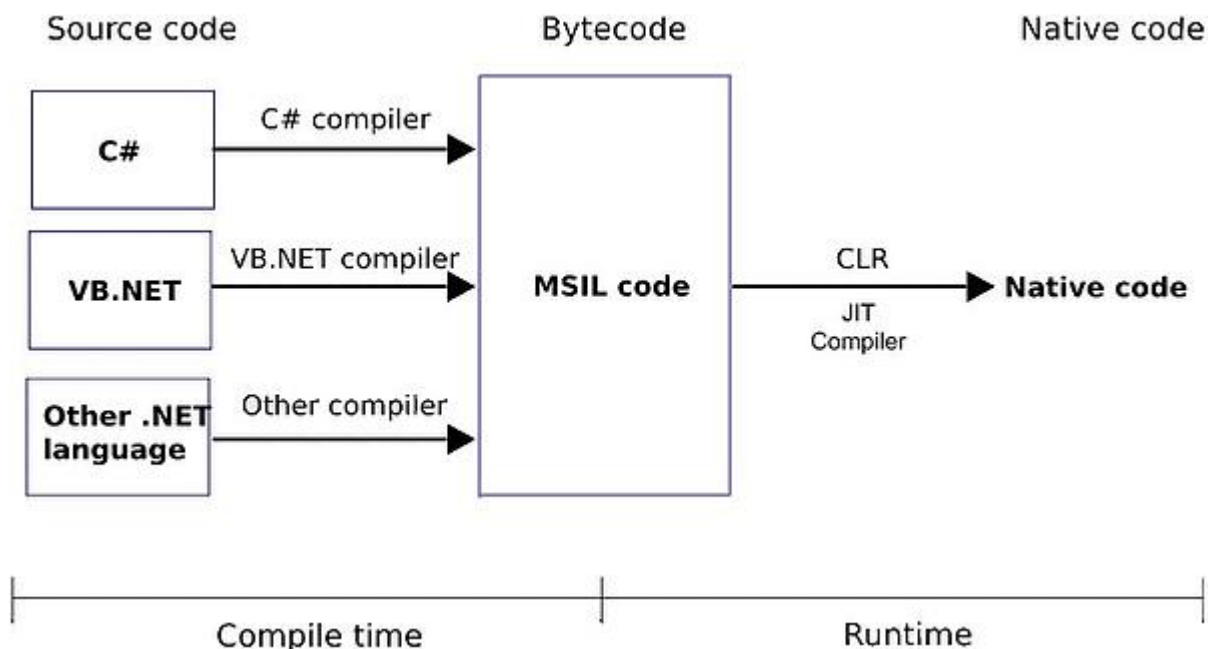 Source code
Bytecode
Native code
C#
C# compiler
VB.NET
VB.NET compiler
Other .NET
language
Other compiler
MSIL code
CLR
JIT
Compiler
Native code
Compile time
Runtime